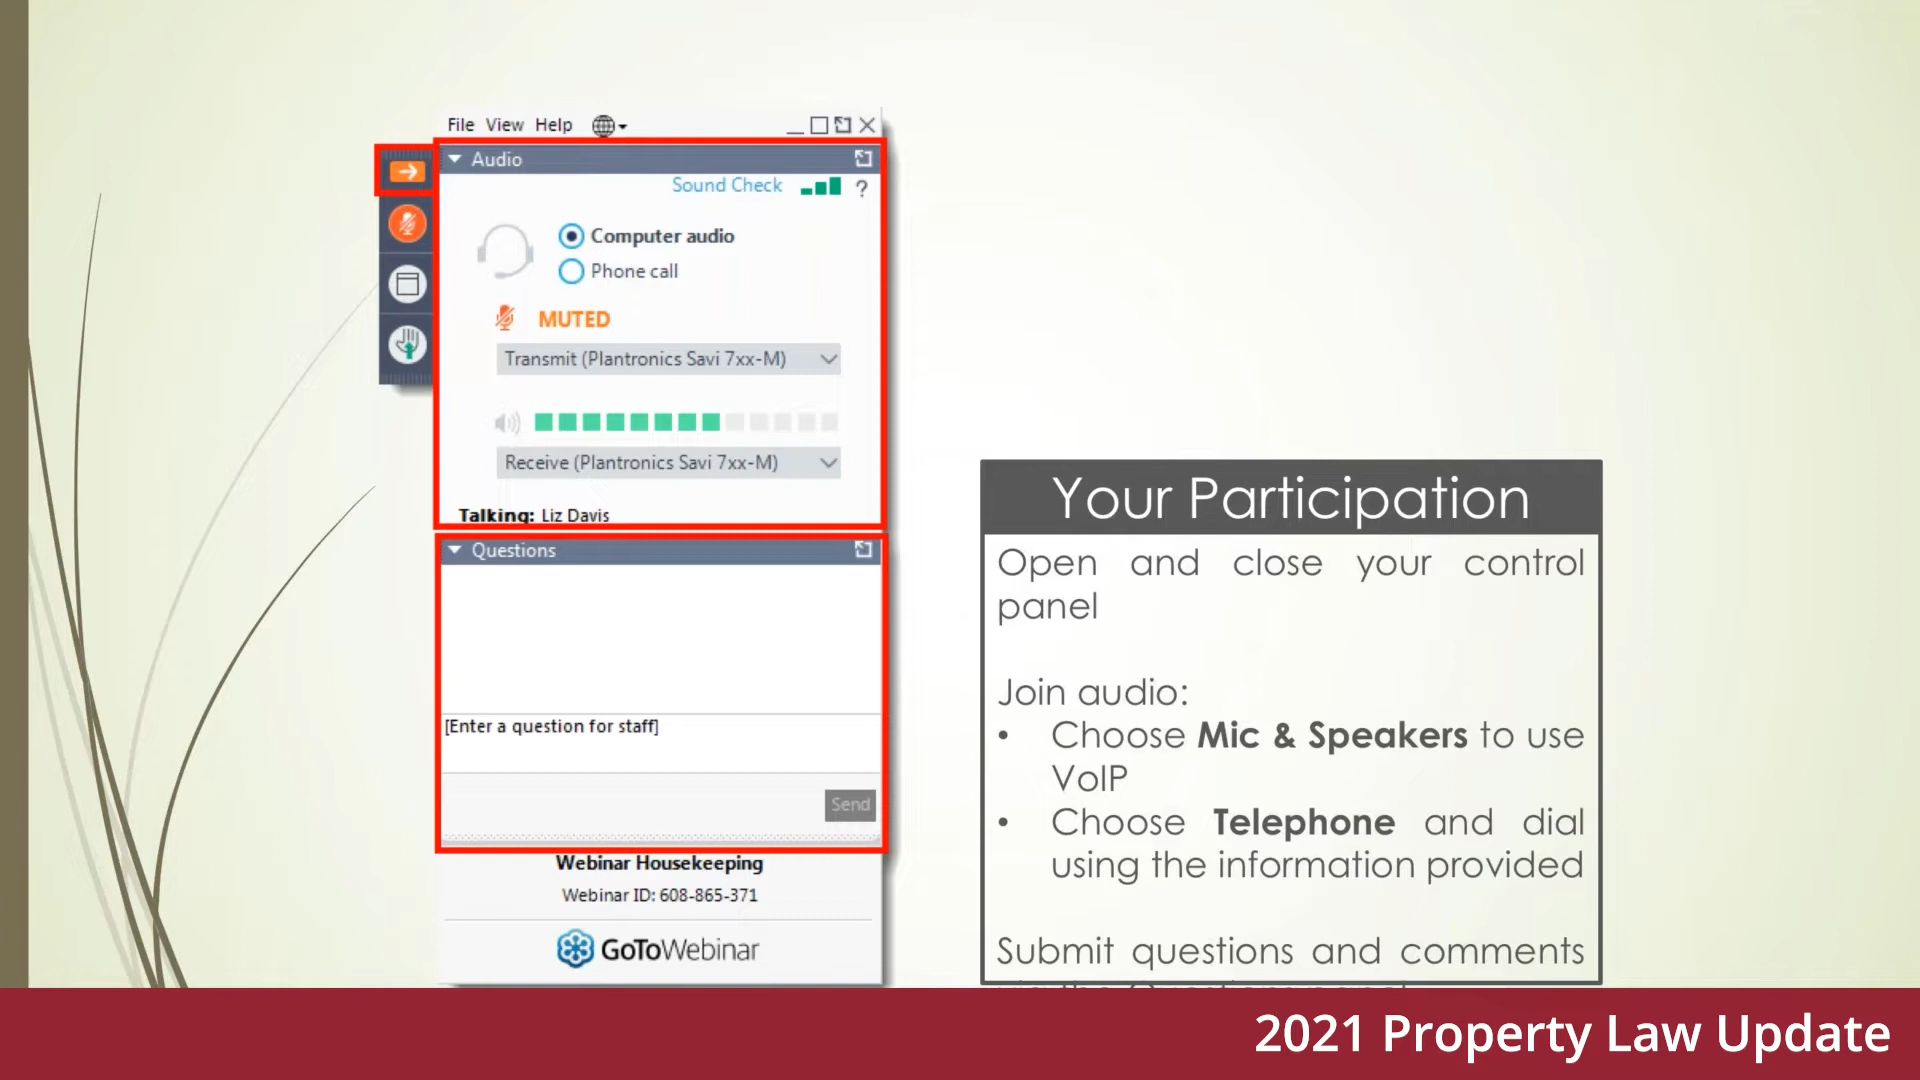 File View Help
Audio
Sound Check ?
Computer audio
Phone call
MUTED
Transmit (Plantronics Savi 7xx-M)
Receive (Plantronics Savi 7xx-M)
Talking: Liz Davis
Questions
[Enter a question for staff]
Send
Webinar Housekeeping
Webinar ID: 608-865-371
GoToWebinar
Your Participation
Open and close your control
panel
Join audio:
• Choose Mic & Speakers to use
VoIP
• Choose Telephone and dial
using the information provided
Submit questions and comments
2021 Property Law Update